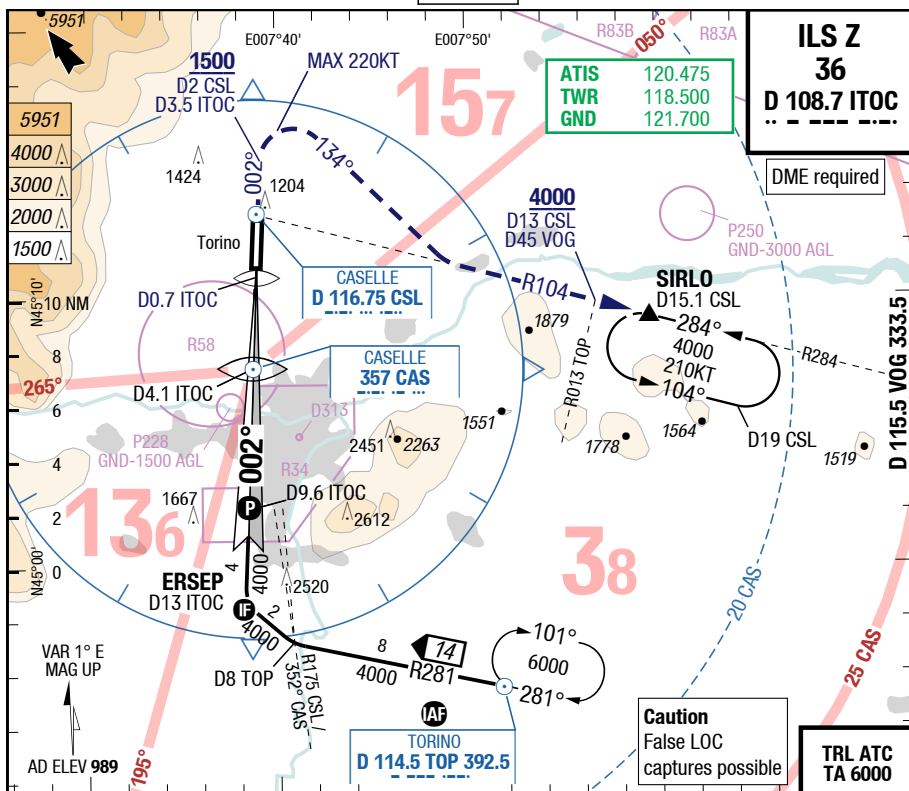 5951
E007°40'
E007°50'
R83B
R83A
050°
ILS Z
36
D 108.7 ITOC
1500
D2 CSL
D3.5 ITOC
MAX 220KT
157
ATIS 120.475
TWR 118.500
GND 121.700
DME required
5951
4000
3000
2000
1500
1424
002°
1204
134°
4000
D13 CSL
D45 VOG
P250
GND-3000 AGL
Torino
N45°10'
10 NM
D0.7 ITOC
CASELLE
D 116.75 CSL
R104
SIRLO
D15.1 CSL
284°
4000
210KT
104°
R284
D19 CSL
D 115.5 VOG 333.5
R58
CASELLE
357 CAS
1879
R013 TOP
8
265°
D4.1 ITOC
6
P228
GND-1500 AGL
D313
1551
2451
2263
1778
1564
1519
4
002°
R34
P
D9.6 ITOC
1667
2612
2
136
38
N45°00'
0
ERSEP
D13 ITOC
4
4000
2520
IF
2
4000
D8 TOP
R175 CSL /
352° CAS
8
4000
14
R281
101°
6000
281°
20 CAS
25 CAS
VAR 1° E
MAG UP
IAF
TORINO
D 114.5 TOP 392.5
195°
AD ELEV 989
Caution
False LOC
captures possible
TRL ATC
TA 6000